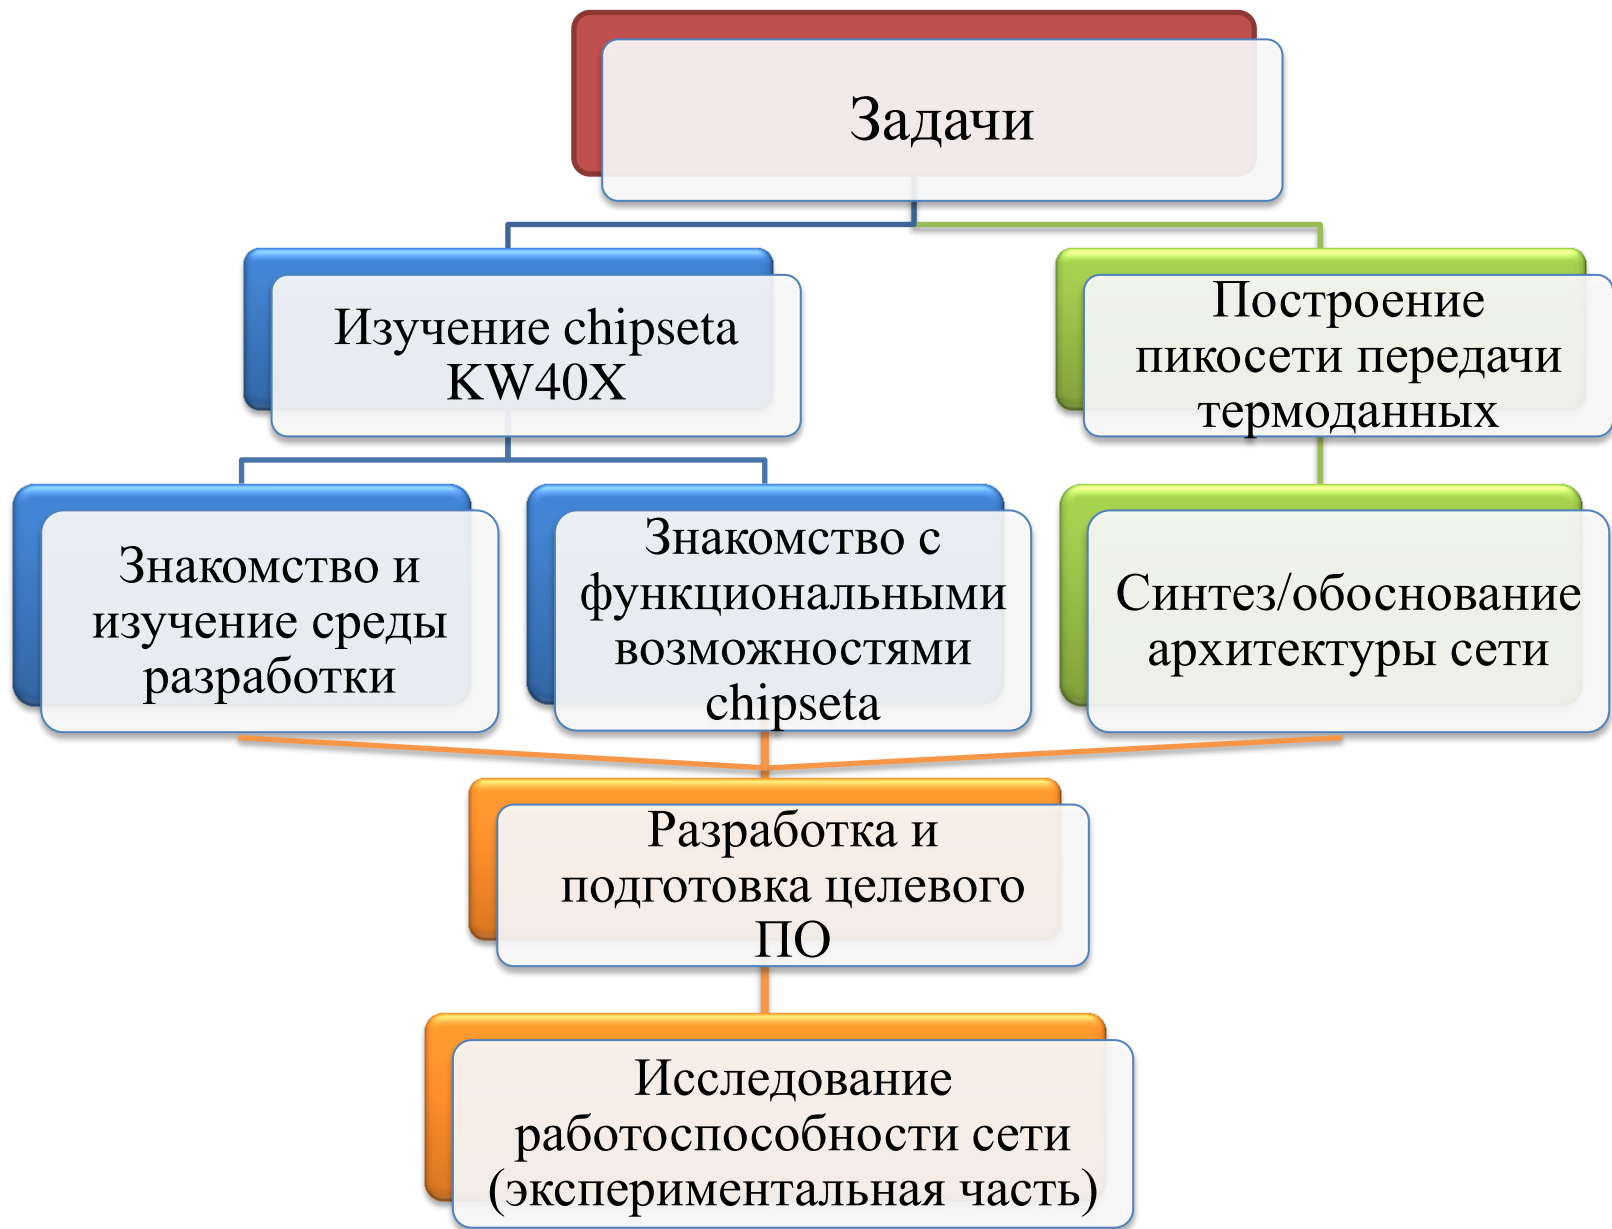 Задачи
Изучение chipseta
KW40X
Построение
пикосети передачи
термоданных
Знакомство и
изучение среды
разработки
Знакомство с
функциональными
возможностями
chipseta
Синтез/обоснование
архитектуры сети
Разработка и
подготовка целевого
ПО
Исследование
работоспособности сети
(экспериментальная часть)